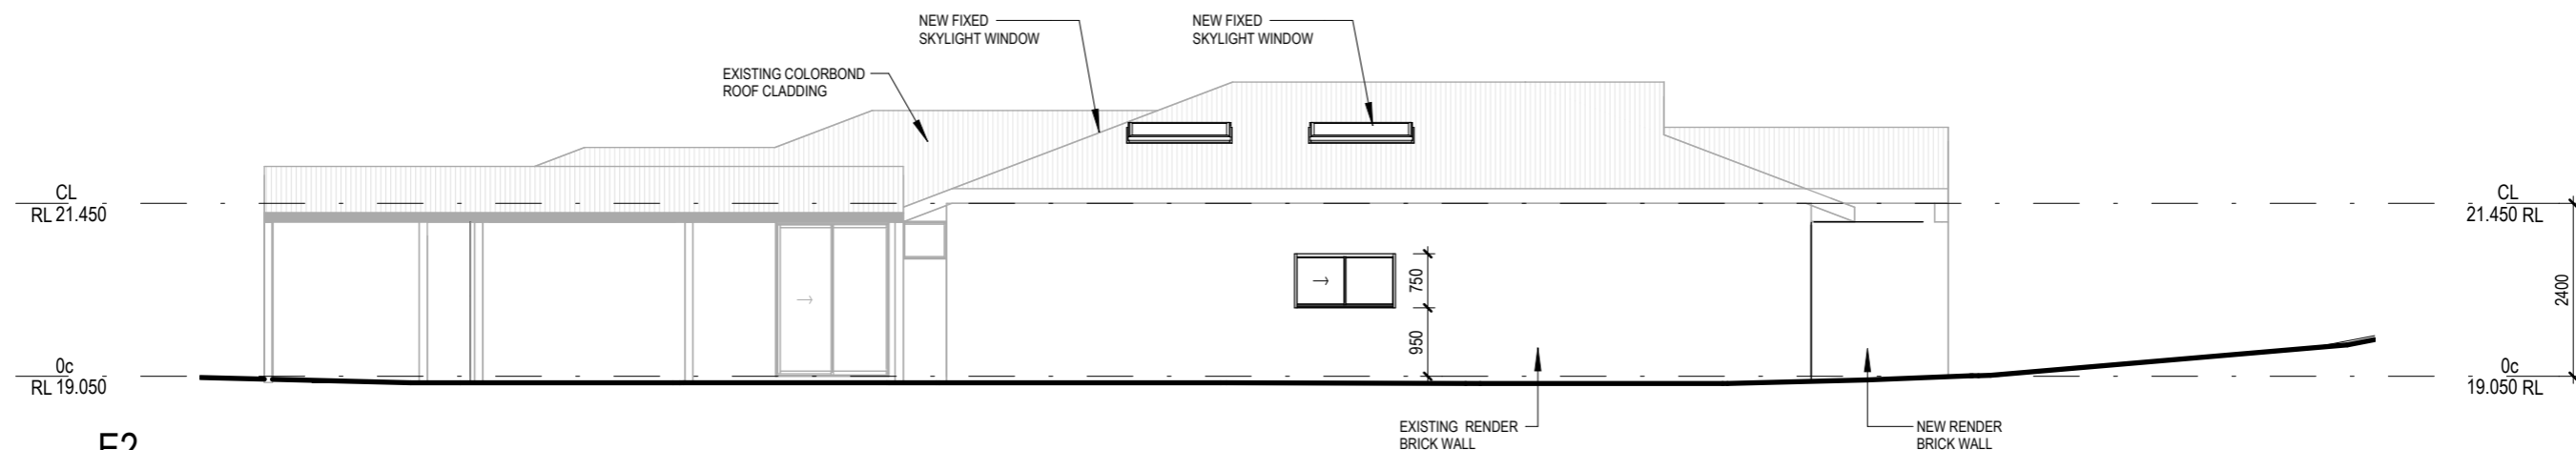 NEW FIXED
SKYLIGHT WINDOW
NEW FIXED
SKYLIGHT WINDOW
EXISTING COLORBOND
ROOF CLADDING
CL
RL 21.450
CL
21.450 RL
750
950
2400
0c
RL 19.050
0c
19.050 RL
EXISTING RENDER
BRICK WALL
NEW RENDER
BRICK WALL